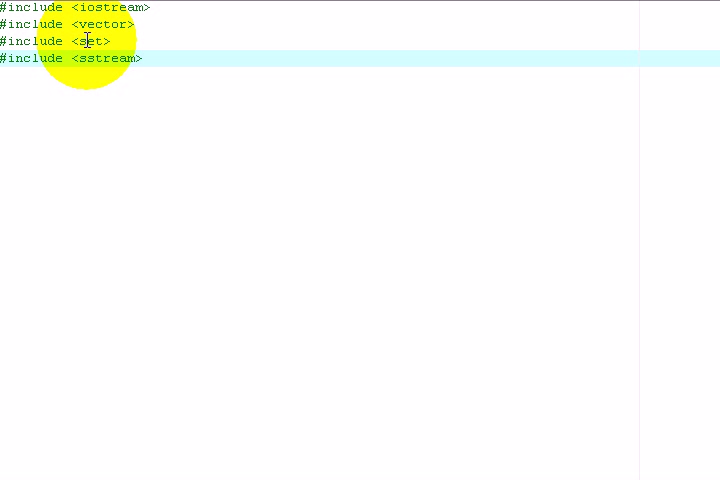 #include <iostream>
#include <vector>
#include <set>
#include <sstream>